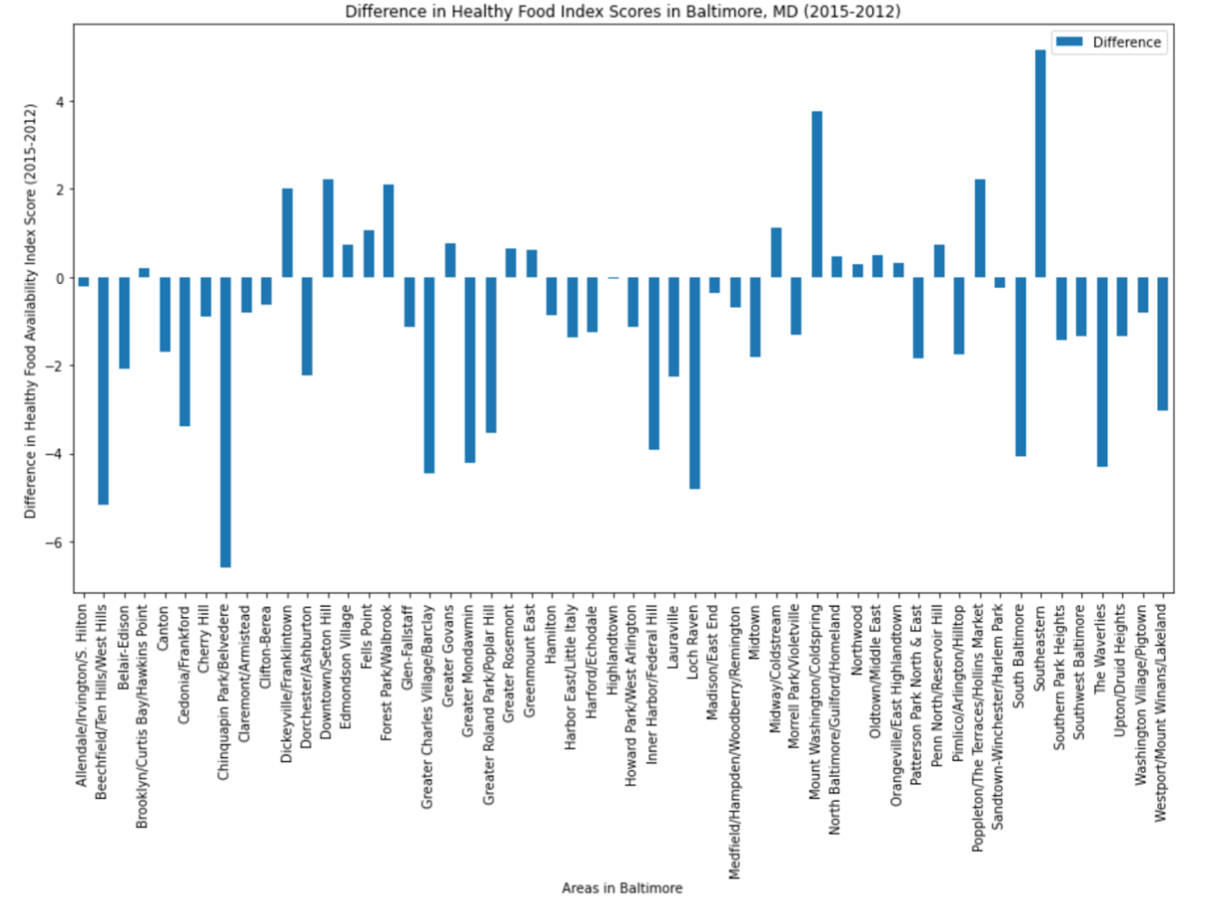 Difference in Healthy Food Index Scores in Baltimore, MD (2015-2012)
Difference
Difference in Healthy Food Availability Index Score (2015-2012)
4
2
0
−2
−4
−6
Allendale/Irvington/S. Hilton
Beechfield/Ten Hills/West Hills
Belair-Edison
Brooklyn/Curtis Bay/Hawkins Point
Canton
Cedonia/Frankford
Cherry Hill
Chinquapin Park/Belvedere
Claremont/Armistead
Clifton-Berea
Dickeyville/Franklintown
Dorchester/Ashburton
Downtown/Seton Hill
Edmondson Village
Fells Point
Forest Park/Walbrook
Glen-Fallstaff
Greater Charles Village/Barclay
Greater Govans
Greater Mondawmin
Greater Roland Park/Poplar Hill
Greater Rosemont
Greenmount East
Hamilton
Harbor East/Little Italy
Harford/Echodale
Highlandtown
Howard Park/West Arlington
Inner Harbor/Federal Hill
Lauraville
Loch Raven
Madison/East End
Medfield/Hampden/Woodberry/Remington
Midtown
Midway/Coldstream
Morrell Park/Violetville
Mount Washington/Coldspring
North Baltimore/Guilford/Homeland
Northwood
Oldtown/Middle East
Orangeville/East Highlandtown
Patterson Park North & East
Penn North/Reservoir Hill
Pimlico/Arlington/Hilltop
Poppleton/The Terraces/Hollins Market
Sandtown-Winchester/Harlem Park
South Baltimore
Southeastern
Southern Park Heights
Southwest Baltimore
The Waverlies
Upton/Druid Heights
Washington Village/Pigtown
Westport/Mount Winans/Lakeland
Areas in Baltimore